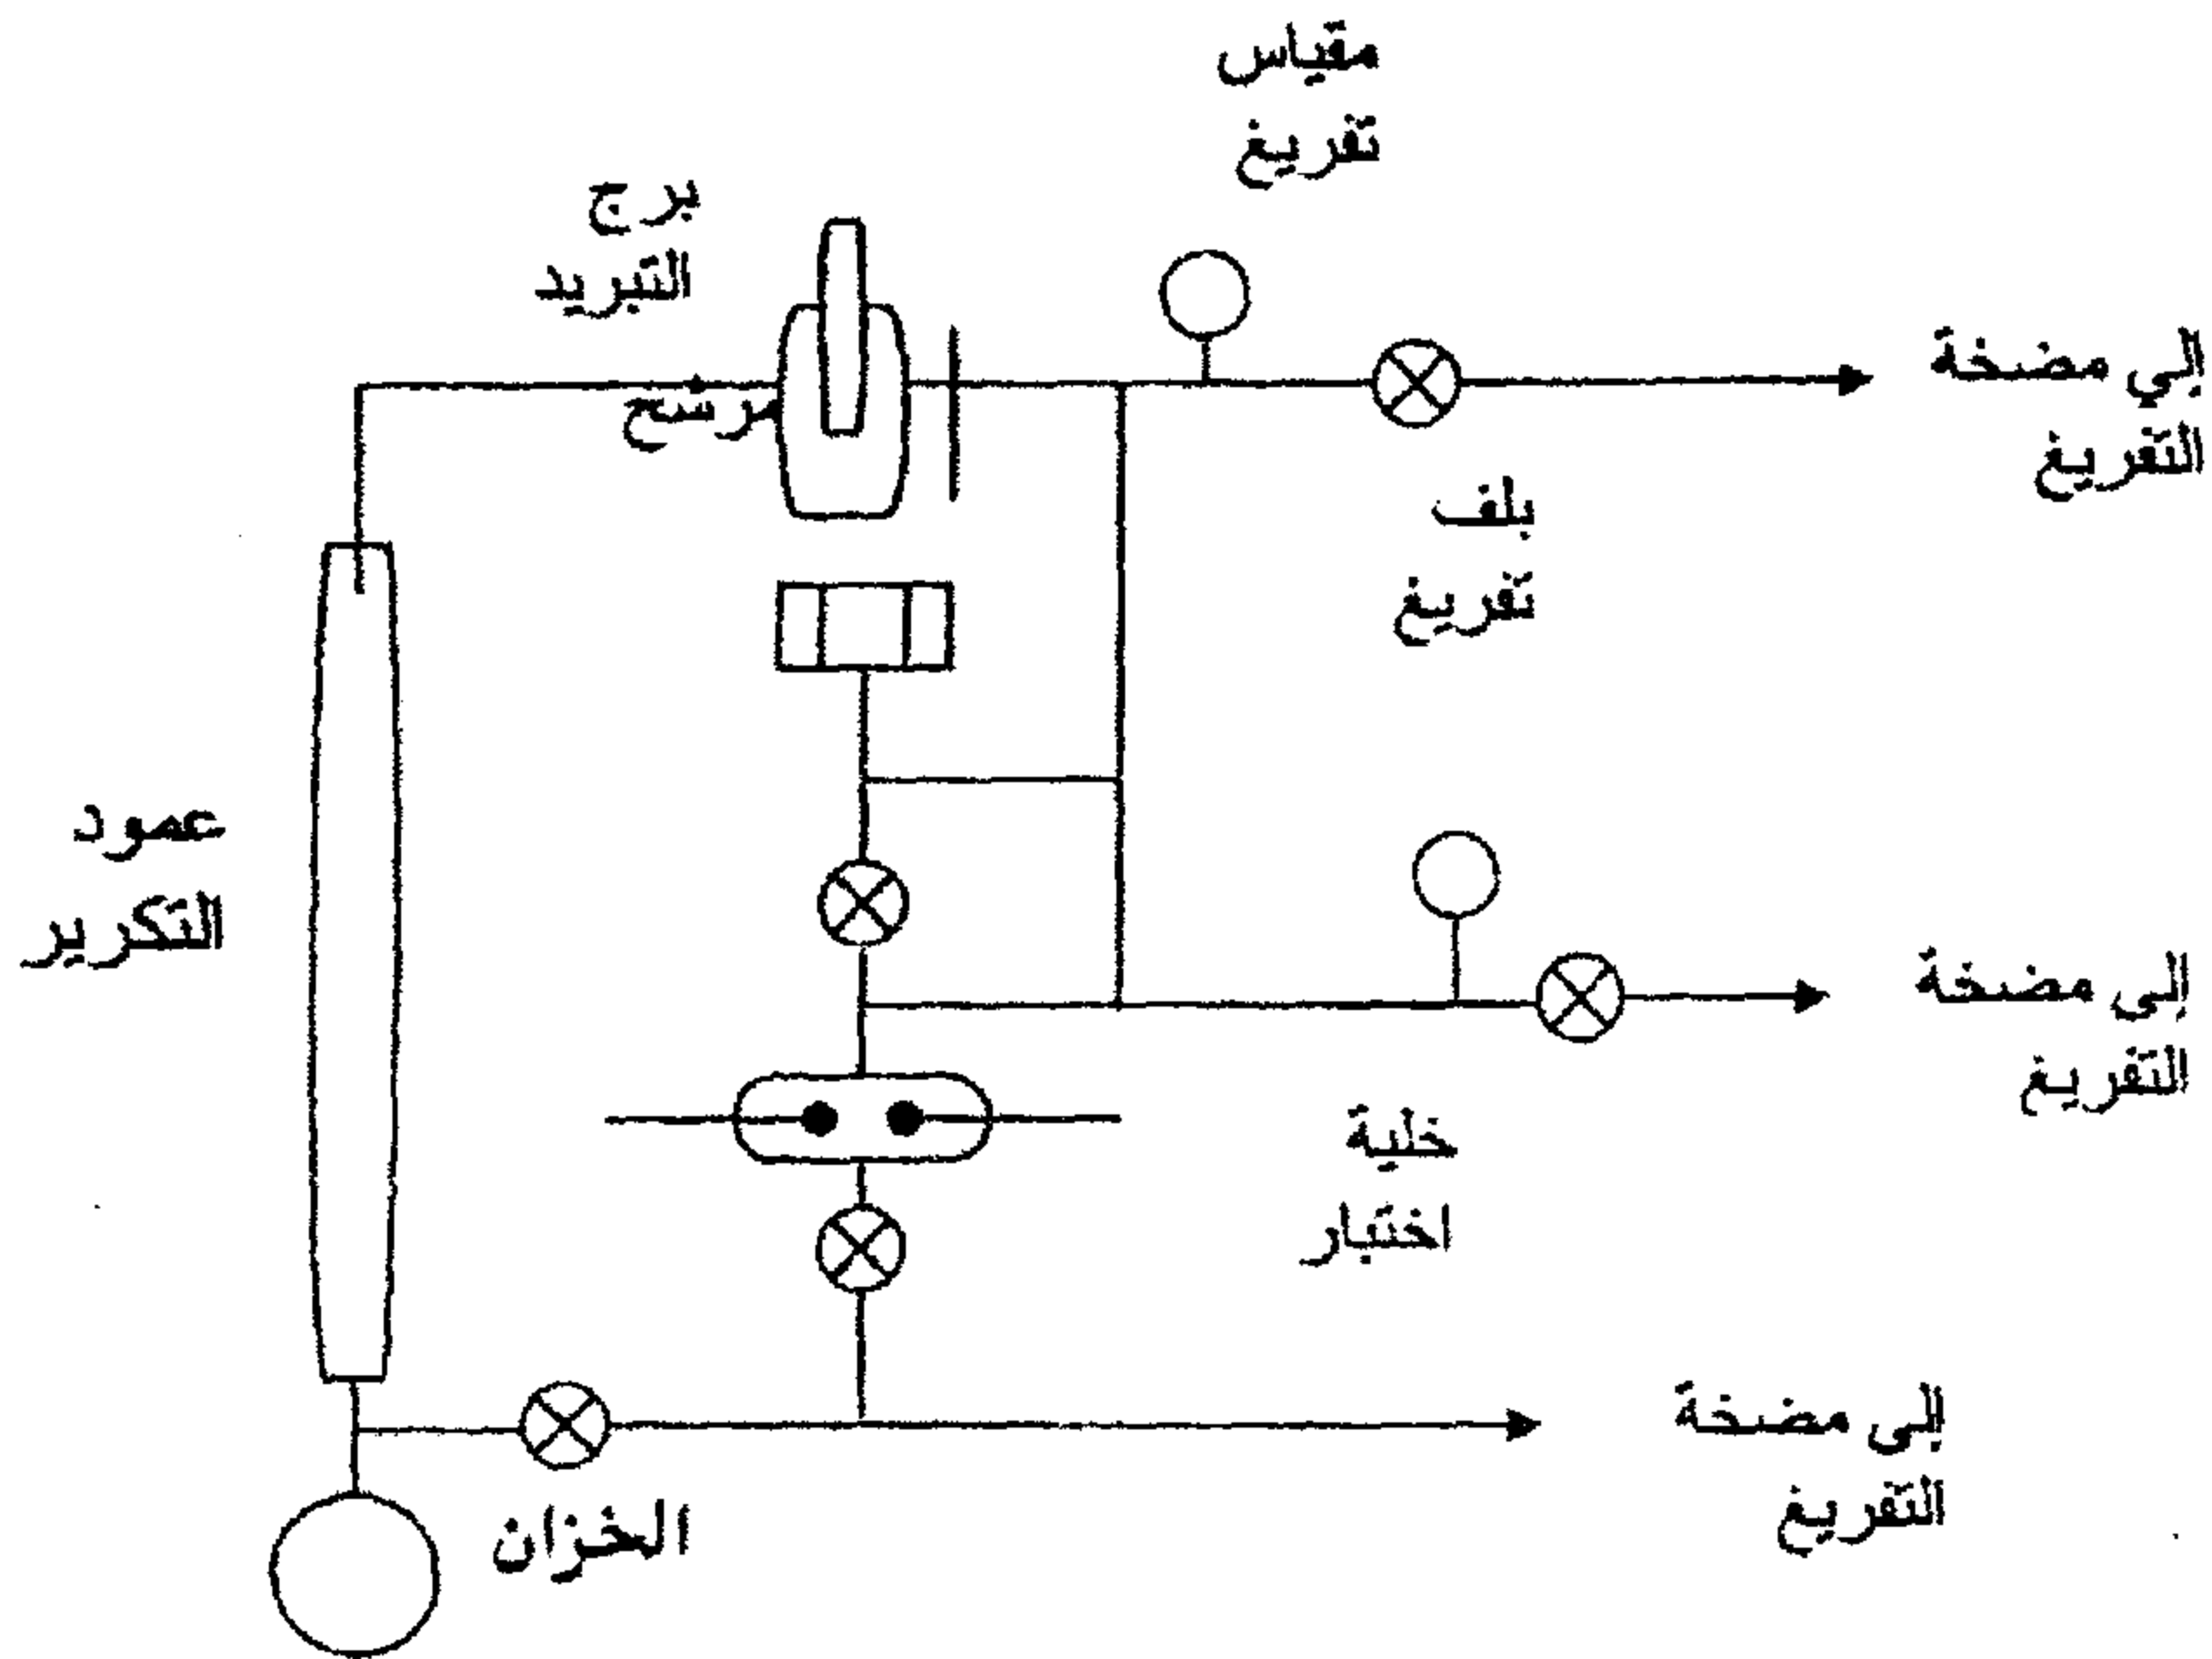 مقياس
تفريغ
برج
التبريد
مرشح
إلي مضخة
التفريغ
بلف
تفريغ
عمود
التكرير
إلى مضخة
التفريغ
خلية
اختبار
إلى مضخة
التفريغ
الخزان